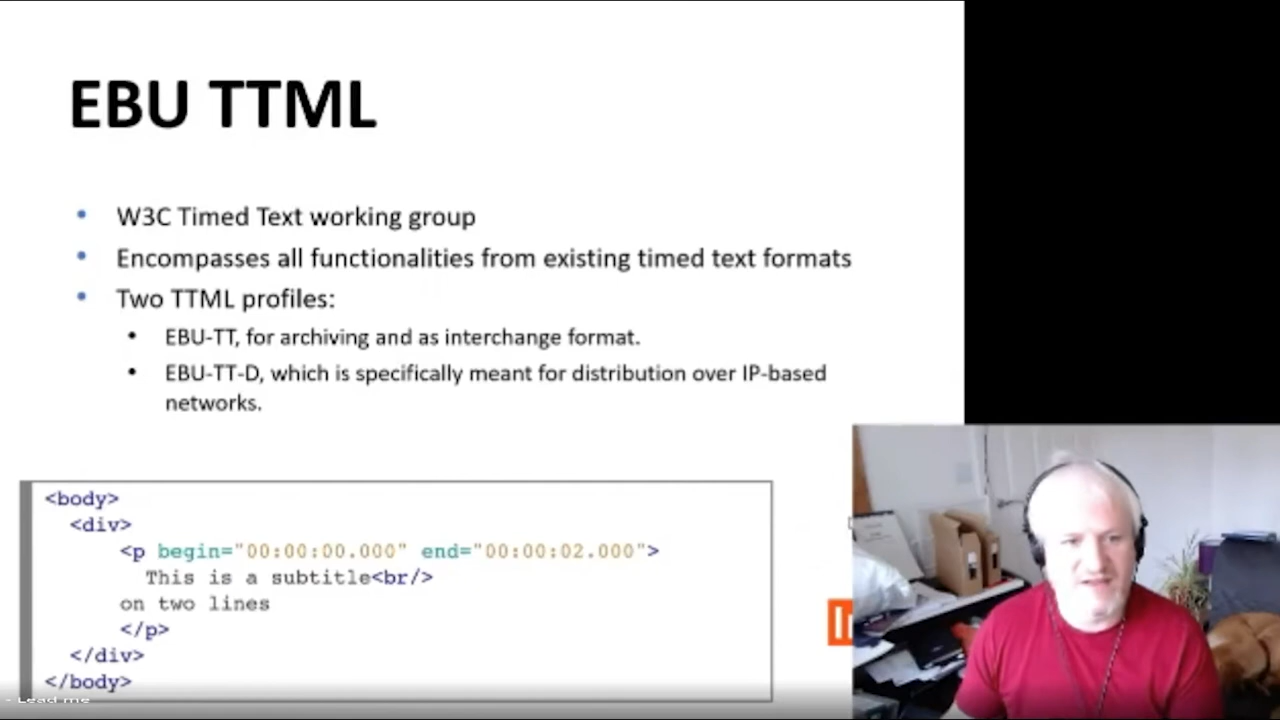 EBU TTML
• W3C Timed Text working group
• Encompasses all functionalities from existing timed text formats
• Two TTML profiles:
• EBU-TT, for archiving and as interchange format.
• EBU-TT-D, which is specifically meant for distribution over IP-based
networks.
<body>
<div>
<p begin="00:00:00.000" end="00:00:02.000">
This is a subtitle<br/>
on two lines
</p>
</div>
</body>
- Lead me